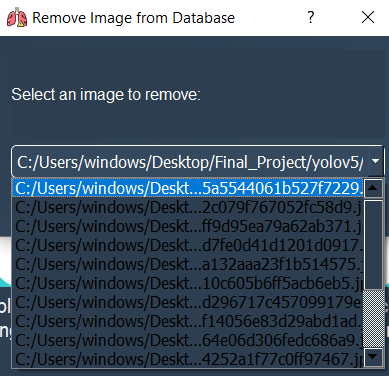 Remove Image from Database
Select an image to remove:
C:/Users/windows/Desktop/Final_Project/yolov5/
C:/Users/windows/Deskt...5a5544061b527f7229.
C:/Users/windows/Deskt...2c079f767052fc58d9.j
C:/Users/windows/Deskt...ff9d95ea79a62ab371.j
C:/Users/windows/Deskt...d7fe0d41d1201d0917.
C:/Users/windows/Deskt...a132aaa23f1b514575.
C:/Users/windows/Deskt...10c605b6ff5acb6eb5.j
C:/Users/windows/Deskt...d296717c457099179e
C:/Users/windows/Deskt...f14056e83d29abd1ad.
C:/Users/windows/Deskt...64e06d306fedc686a9.
C:/Users/windows/Deskt...4252a1f77c0ff97467.j